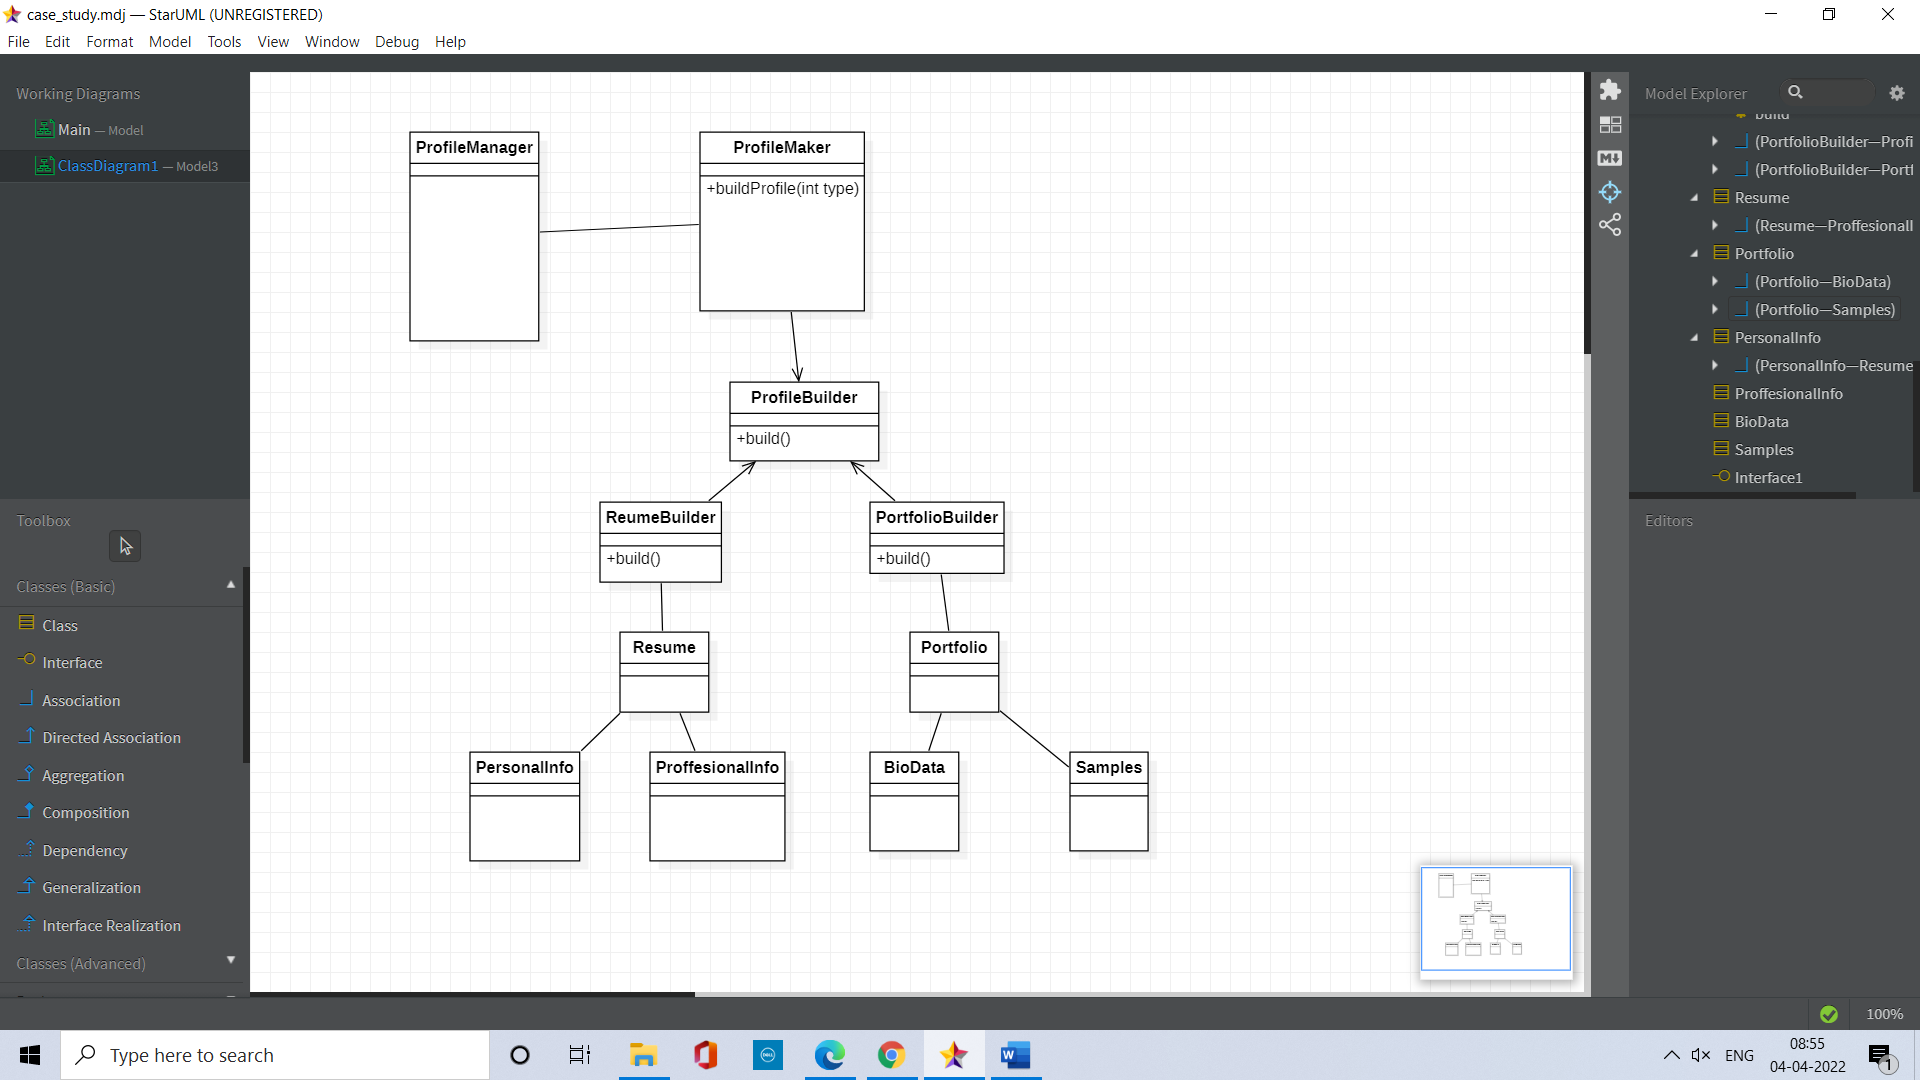 case_study.mdj — StarUML (UNREGISTERED)
File Edit Format Model Tools View Window Debug Help
Working Diagrams
Main — Model
ClassDiagram1 — Model3
Toolbox
Classes (Basic)
Class
Interface
Association
Directed Association
Aggregation
Composition
Dependency
Generalization
Interface Realization
Classes (Advanced)
ProfileManager
ProfileMaker
+buildProfile(int type)
ProfileBuilder
+build()
ReumeBuilder
+build()
PortfolioBuilder
+build()
Resume
Portfolio
PersonalInfo
ProffesionalInfo
BioData
Samples
Model Explorer
build
(PortfolioBuilder—Profi
(PortfolioBuilder—Portf
Resume
(Resume—ProffesionalI
Portfolio
(Portfolio—BioData)
(Portfolio—Samples)
PersonalInfo
(PersonalInfo—Resume
ProffesionalInfo
BioData
Samples
Interface1
Editors
100%
Type here to search
DELL
W
ENG
08:55
04-04-2022
1